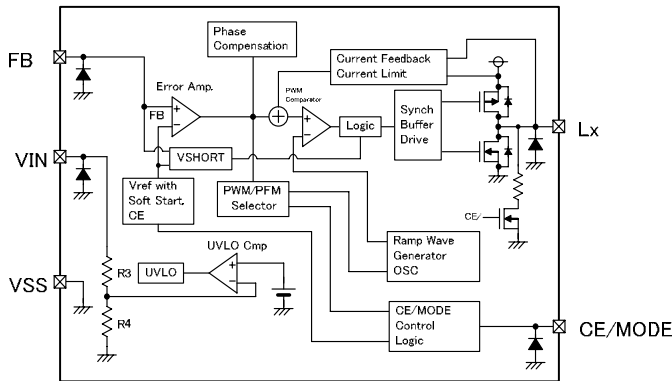 Phase
Compensation
Current Feedback
Current Limit
FB
Error Amp.
PWM
Comparator
FB
Logic
Synch
Buffer
Drive
Lx
VIN
VSHORT
Vref with
Soft Start,
CE
PWM/PFM
Selector
CE/
UVLO Cmp
Ramp Wave
Generator
OSC
R3
UVLO
VSS
R4
CE/MODE
Control
Logic
CE/MODE